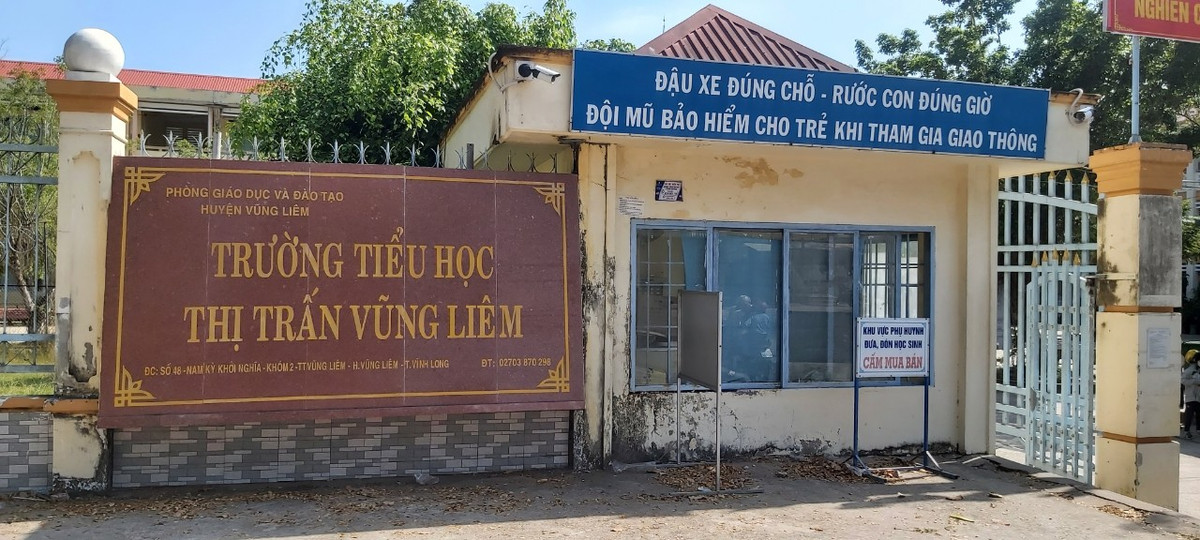 PHÒNG GIÁO DỤC VÀ ĐÀO TẠO
HUYỆN VŨNG LIÊM
TRƯỜNG TIỂU HỌC
THỊ TRẤN VŨNG LIÊM
ĐC: SỐ 48 - NAM KỲ KHỞI NGHĨA - KHÓM 2 - TT VŨNG LIÊM - H.VŨNG LIÊM - T. VĨNH LONG
ĐT: 02703 870 298
ĐẬU XE ĐÚNG CHỖ - RƯỚC CON ĐÚNG GIỜ
ĐỘI MŨ BẢO HIỂM CHO TRẺ KHI THAM GIA GIAO THÔNG
KHU VỰC PHỤ HUYNH
ĐƯA, ĐÓN HỌC SINH
CẤM MUA BÁN
NGHIÊN